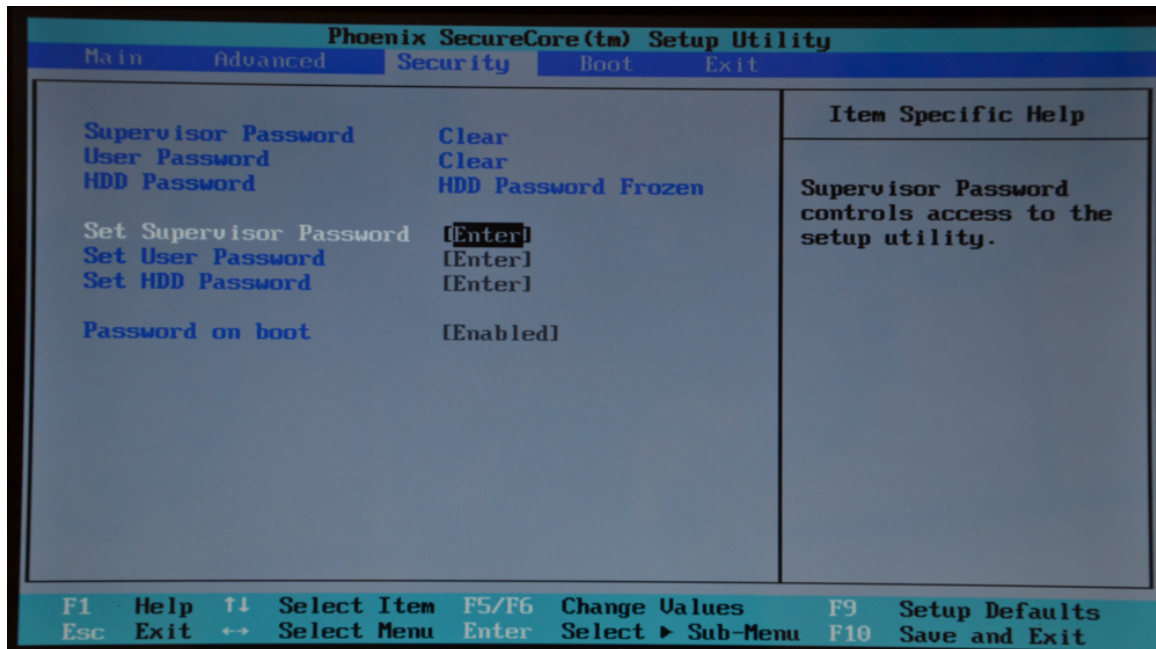 Phoenix SecureCore(tm) Setup Utility
Main Advanced Security Boot Exit
Supervisor Password Clear
User Password Clear
HDD Password HDD Password Frozen
Set Supervisor Password [Enter]
Set User Password [Enter]
Set HDD Password [Enter]
Password on boot [Enabled]
Item Specific Help
Supervisor Password
controls access to the
setup utility.
F1 Help ↑↓ Select Item F5/F6 Change Values F9 Setup Defaults
Esc Exit ↔ Select Menu Enter Select ▶ Sub-Menu F10 Save and Exit